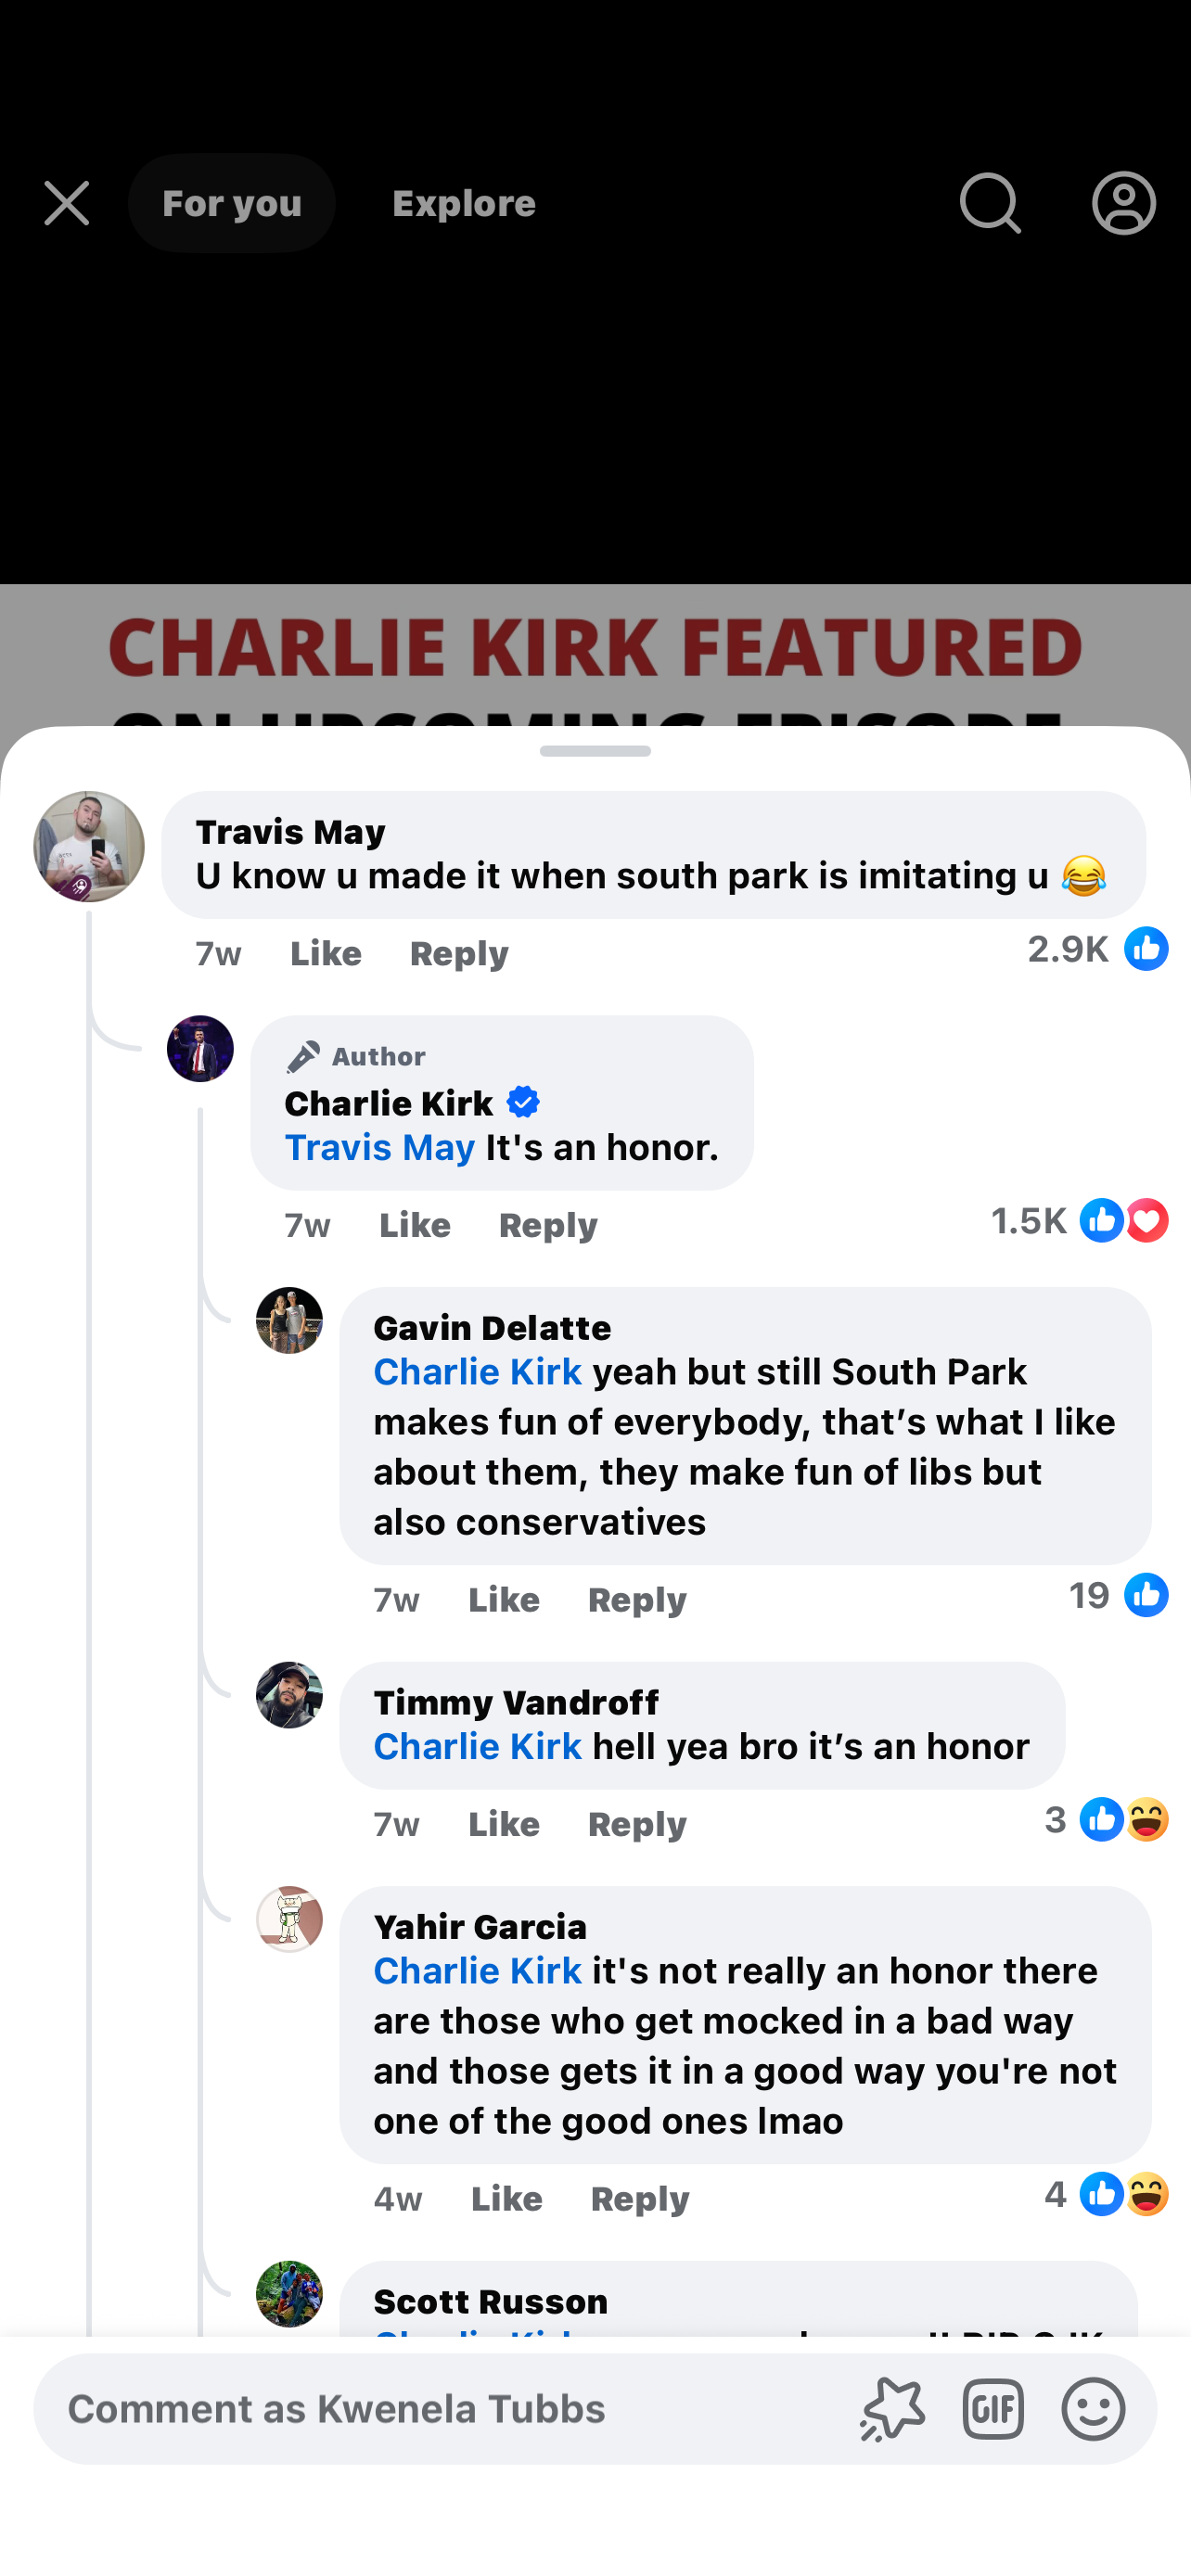 For you Explore
CHARLIE KIRK FEATURED
ON UPCOMING EPISODE
Travis May
U know u made it when south park is imitating u 😂
7w Like Reply 2.9K
Author
Charlie Kirk
Travis May It's an honor.
7w Like Reply 1.5K
Gavin Delatte
Charlie Kirk yeah but still South Park
makes fun of everybody, that’s what I like
about them, they make fun of libs but
also conservatives
7w Like Reply 19
Timmy Vandroff
Charlie Kirk hell yea bro it’s an honor
7w Like Reply 3
Yahir Garcia
Charlie Kirk it's not really an honor there
are those who get mocked in a bad way
and those gets it in a good way you're not
one of the good ones lmao
4w Like Reply 4
Scott Russon
Charlie Kirk
Comment as Kwenela Tubbs GIF